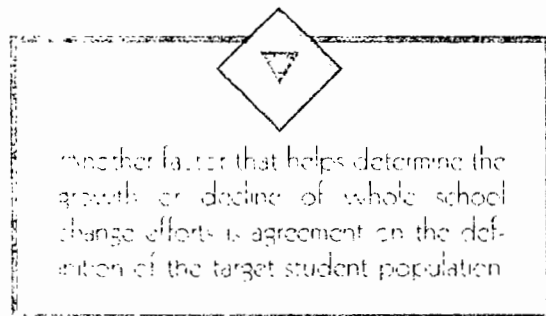 Another factor that helps determine the
growth or decline of whole school
change efforts is agreement on the def-
inition of the target student population